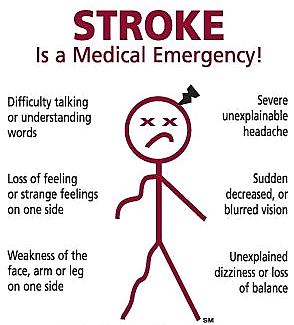 STROKE
Is a Medical Emergency!
Difficulty talking
or understanding
words
Severe
unexplainable
headache
Loss of feeling
or strange feelings
on one side
Sudden
decreased, or
blurred vision
Weakness of the
face, arm or leg
on one side
Unexplained
dizziness or loss
of balance
SM